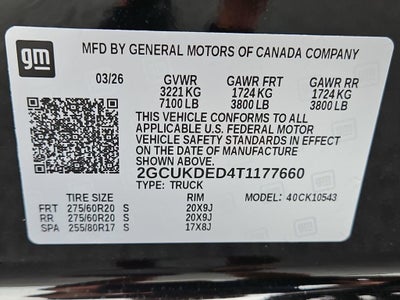 gm
MFD BY GENERAL MOTORS OF CANADA COMPANY
03/26 GVWR GAWR FRT GAWR RR
3221 KG 1724 KG 1724 KG
7100 LB 3800 LB 3800 LB
THIS VEHICLE CONFORMS TO ALL
APPLICABLE U.S. FEDERAL MOTOR
VEHICLE SAFETY STANDARDS IN EFFECT
ON THE DATE OF MANUFACTURE SHOWN ABOVE.
2GCUKDED4T1177660
TYPE: TRUCK MODEL: 40CK10543
TIRE SIZE RIM
FRT 275/60R20 S 20X9J
RR 275/60R20 S 20X9J
SPA 255/80R17 S 17X8J